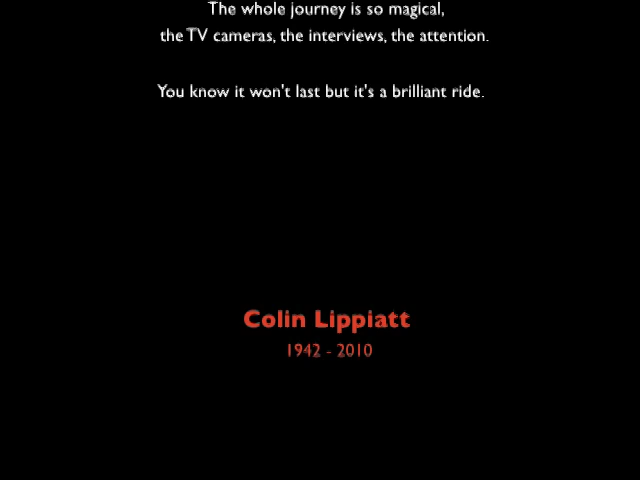 The whole journey is so magical,
the TV cameras, the interviews, the attention.
You know it won't last but it's a brilliant ride.
Colin Lippiatt
1942 - 2010